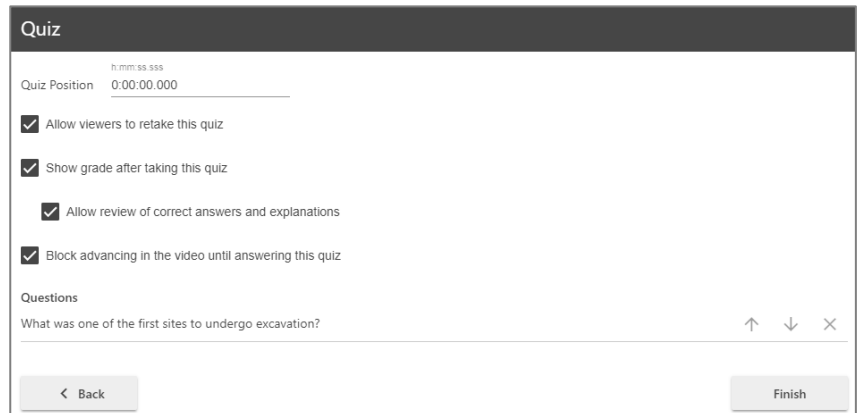 Quiz
h:mm:ss.sss
Quiz Position 0:00:00.000
Allow viewers to retake this quiz
Show grade after taking this quiz
Allow review of correct answers and explanations
Block advancing in the video until answering this quiz
Questions
What was one of the first sites to undergo excavation?
Back Finish